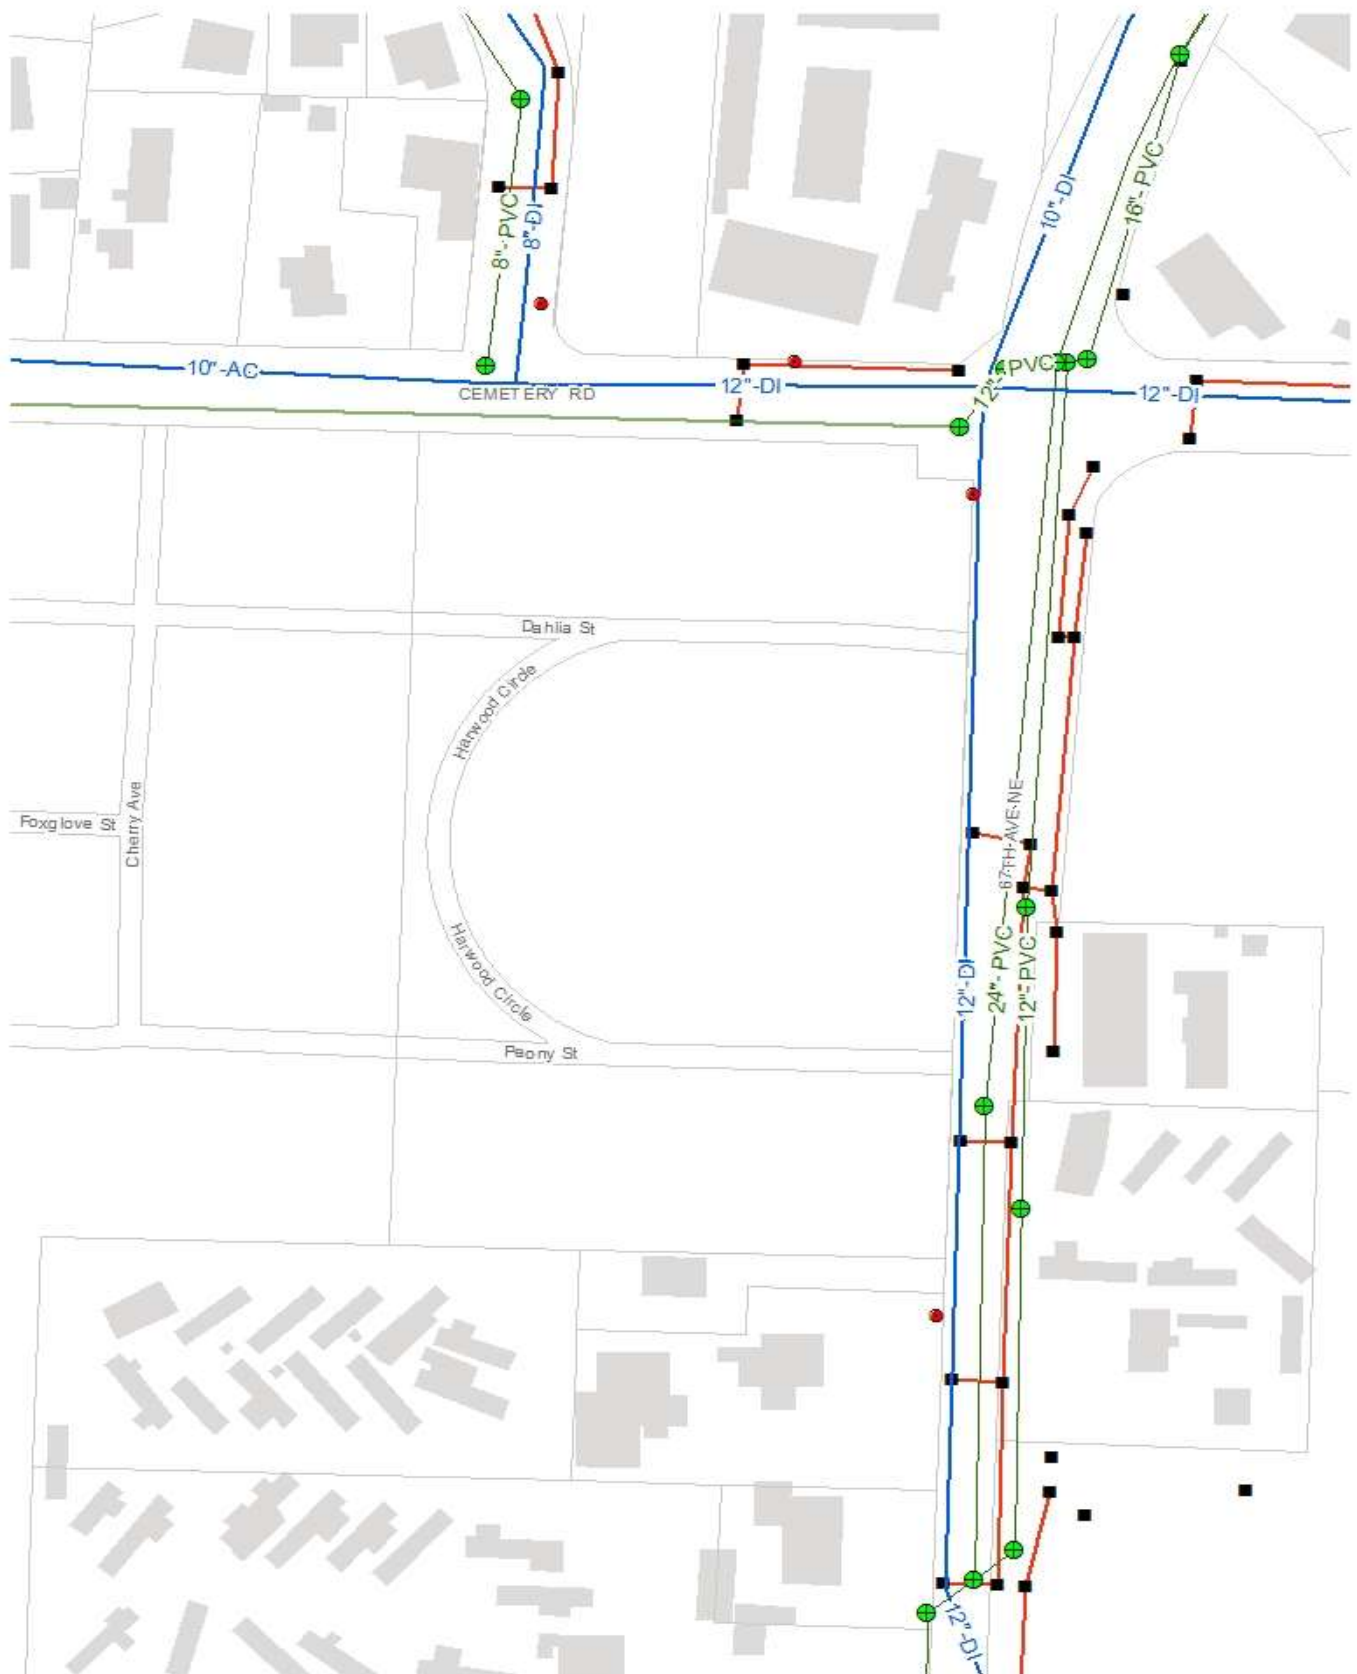 16"- PVC
10"-DI
8"-PVC
8"-DI
10"-AC
12"-DI
12"-PVC
12"-DI
CEMETERY RD
Dahlia St
Harwood Circle
67TH-AVE-NE
Cherry Ave
Foxglove St
Harwood Circle
12"-DI
24"- PVC
12"-PVC
Peony St
12"-DI